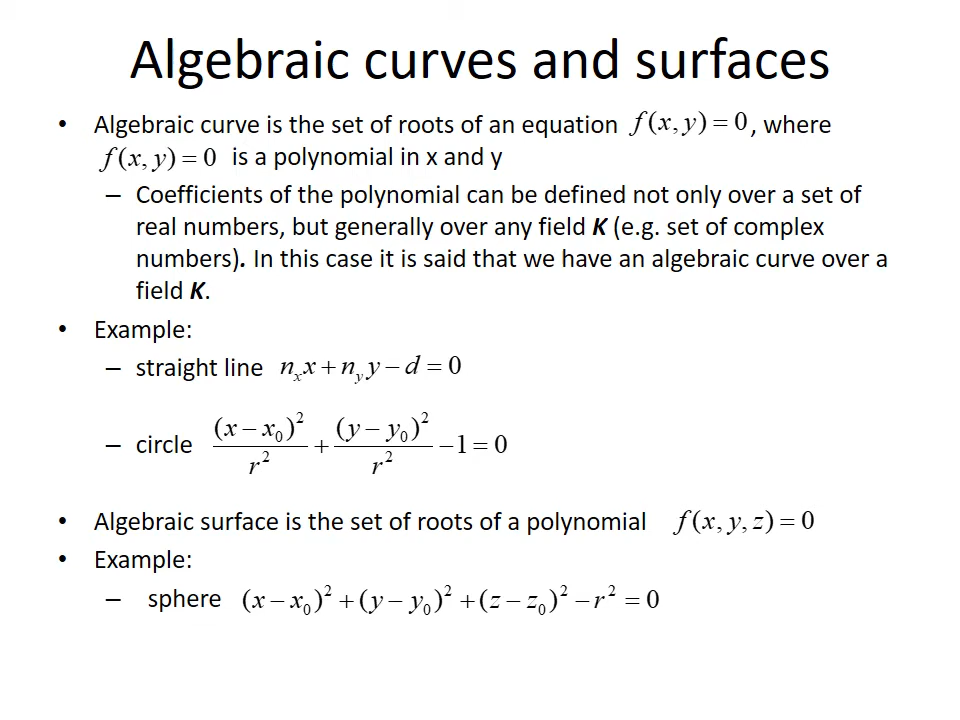 Algebraic curves and surfaces
• Algebraic curve is the set of roots of an equation f(x, y) = 0, where
f(x, y) = 0 is a polynomial in x and y
– Coefficients of the polynomial can be defined not only over a set of
real numbers, but generally over any field K (e.g. set of complex
numbers). In this case it is said that we have an algebraic curve over a
field K.
• Example:
– straight line nₓx + n_y y − d = 0
– circle (x − x₀)²/r² + (y − y₀)²/r² − 1 = 0
• Algebraic surface is the set of roots of a polynomial f(x, y, z) = 0
• Example:
– sphere (x − x₀)² + (y − y₀)² + (z − z₀)² − r² = 0